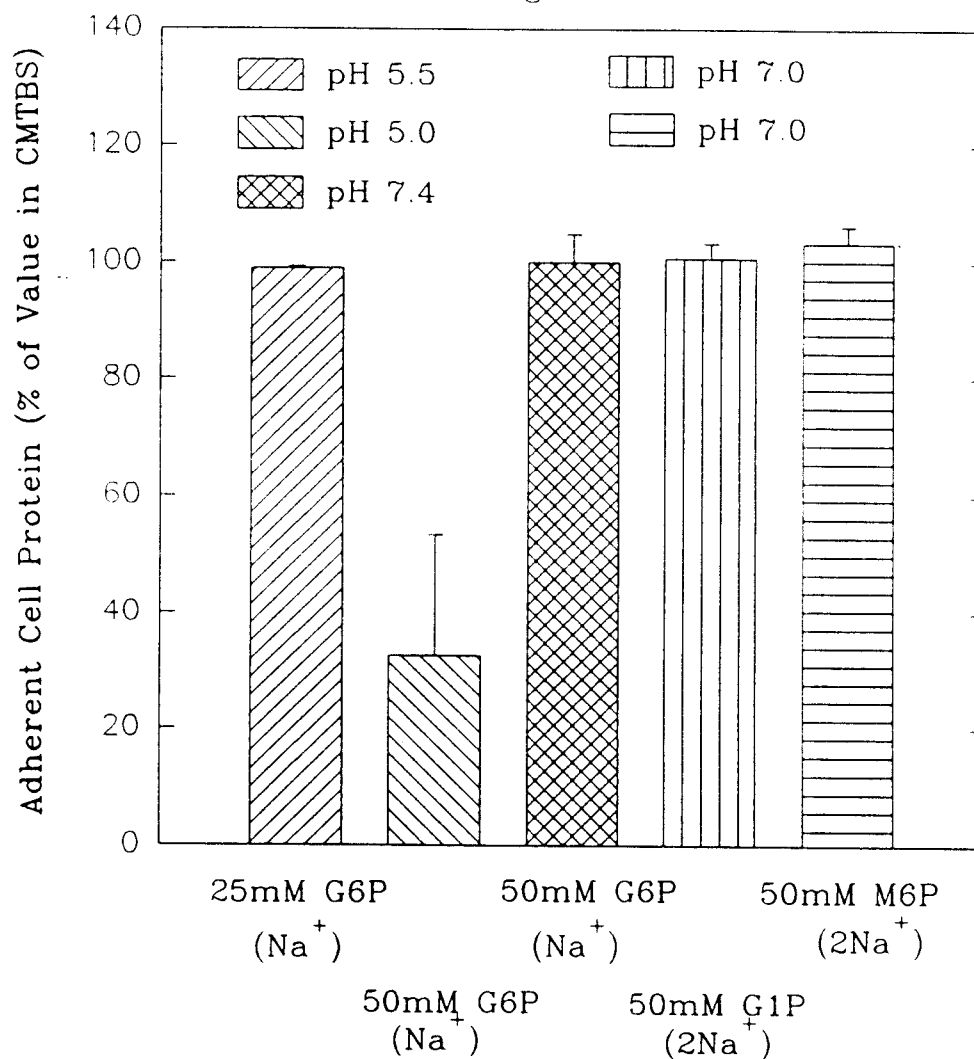 140
120
100
80
60
40
20
0
Adherent Cell Protein (% of Value in CMTBS)
pH 5.5
pH 5.0
pH 7.4
pH 7.0
pH 7.0
25mM G6P
(Na⁺)
50mM G6P
(Na⁺)
50mM G6P
(Na⁺)
50mM G1P
(2Na⁺)
50mM M6P
(2Na⁺)